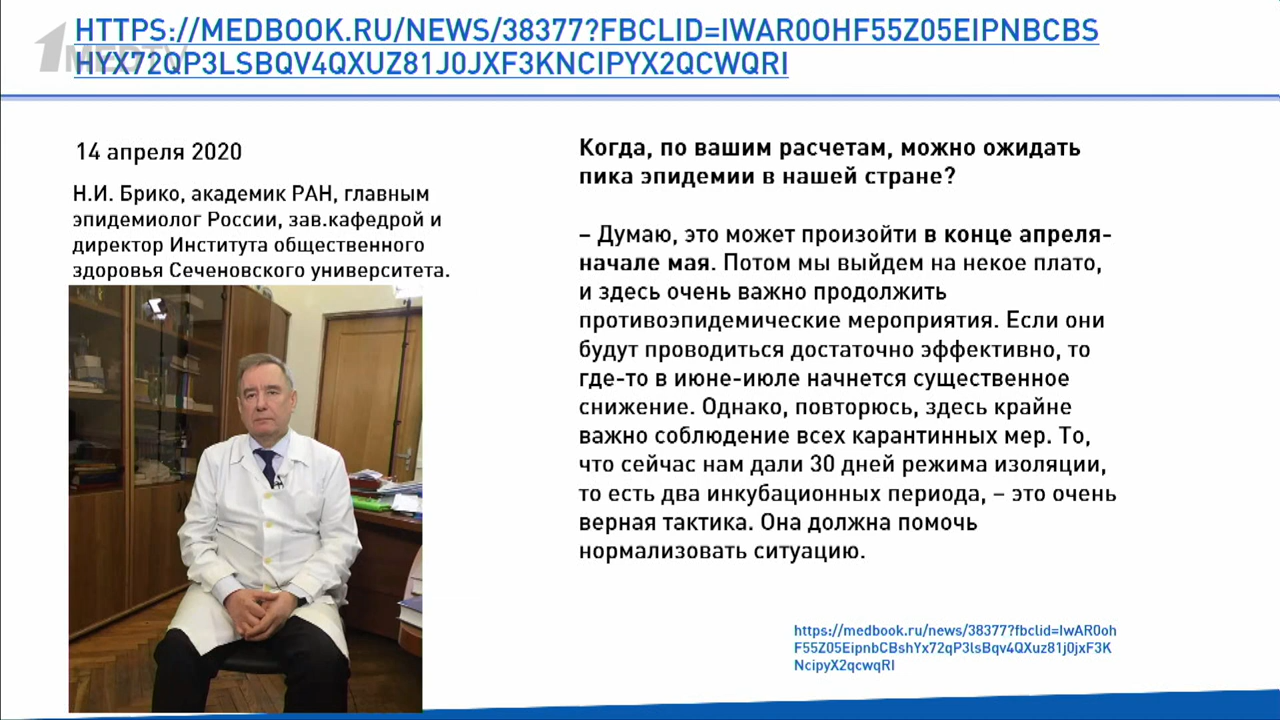 HTTPS://MEDBOOK.RU/NEWS/38377?FBCLID=IWAR0OHF55Z05EIPNBCBS
HYX72QP3LSBQV4QXUZ81J0JXF3KNCIPYX2QCWQRI
1MEDTV
14 апреля 2020
Н.И. Брико, академик РАН, главным
эпидемиолог России, зав.кафедрой и
директор Института общественного
здоровья Сеченовского университета.
Когда, по вашим расчетам, можно ожидать
пика эпидемии в нашей стране?
– Думаю, это может произойти в конце апреля-
начале мая. Потом мы выйдем на некое плато,
и здесь очень важно продолжить
противоэпидемические мероприятия. Если они
будут проводиться достаточно эффективно, то
где-то в июне-июле начнется существенное
снижение. Однако, повторюсь, здесь крайне
важно соблюдение всех карантинных мер. То,
что сейчас нам дали 30 дней режима изоляции,
то есть два инкубационных периода, – это очень
верная тактика. Она должна помочь
нормализовать ситуацию.
https://medbook.ru/news/38377?fbclid=IwAR0oh
F55Z05EipnbCBshYx72qP3lsBqv4QXuz81j0jxF3K
NcipyX2qcwqRI